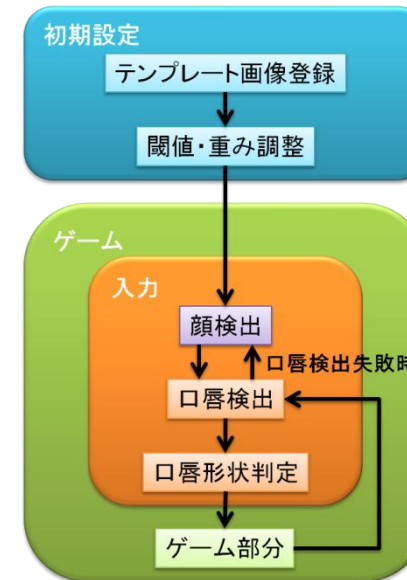 初期設定
テンプレート画像登録
閾値・重み調整
ゲーム
入力
顔検出
口唇検出失敗時
口唇検出
口唇形状判定
ゲーム部分